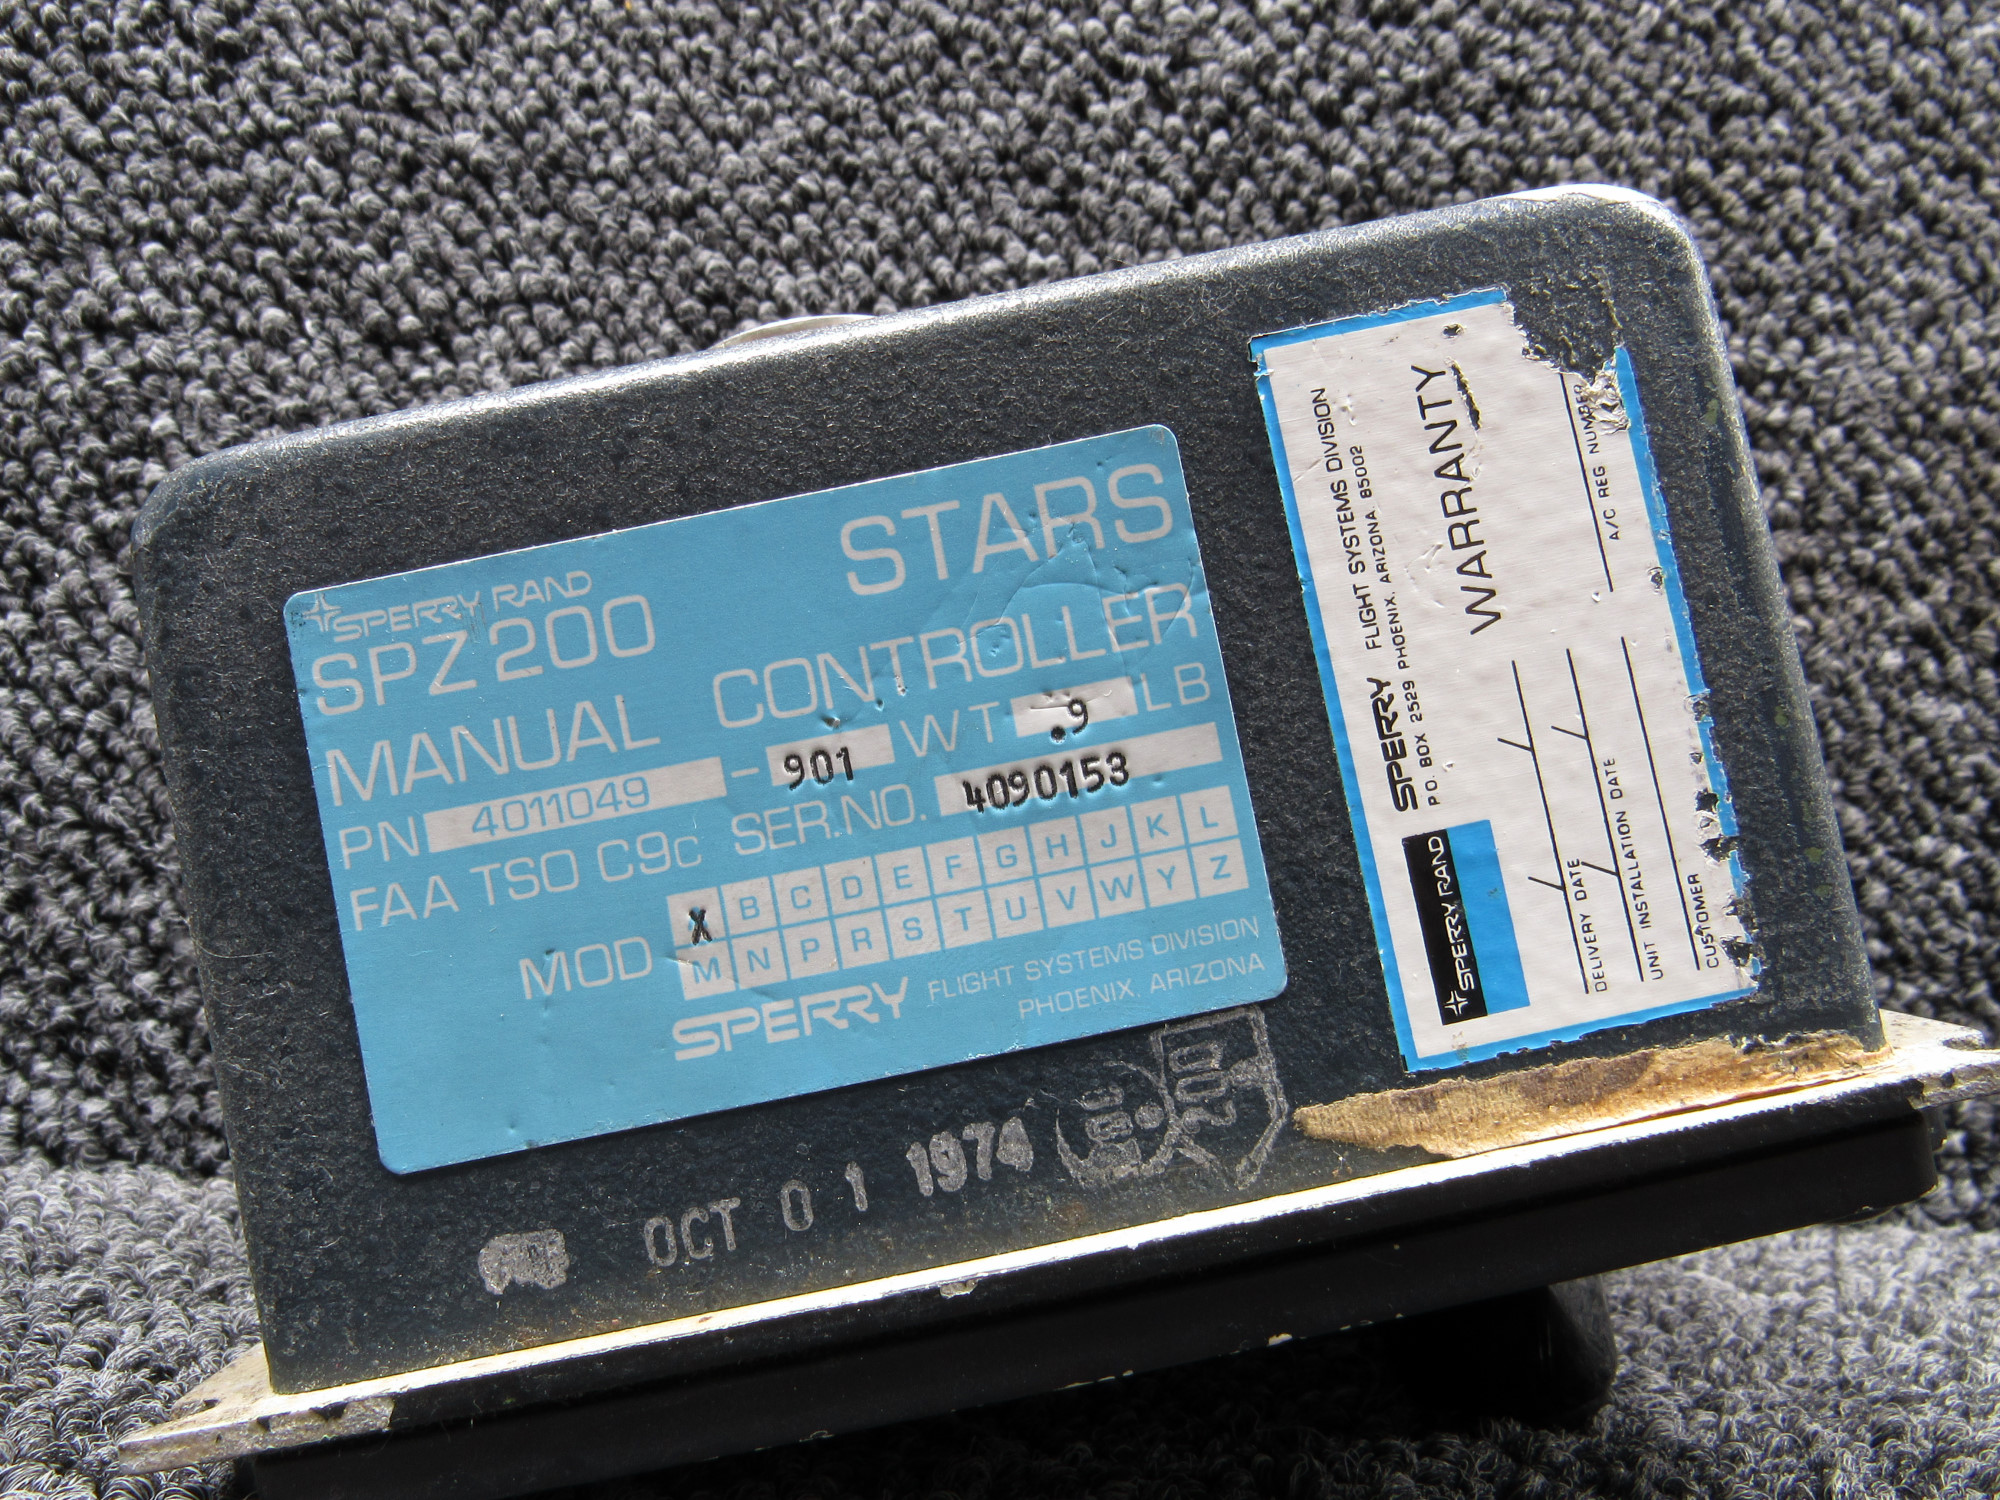 SPERRY RAND
STARS
SPZ 200
MANUAL CONTROLLER
PN 4011049 - 901 WT .9 LB
FAA TSO C9c SER. NO. 4090153
MOD X B C D E F G H J K L
M N P R S T U V W Y Z
SPERRY FLIGHT SYSTEMS DIVISION
PHOENIX, ARIZONA
OCT 01 1974
207
SPERRY RAND
SPERRY FLIGHT SYSTEMS DIVISION
P.O. BOX 2529 PHOENIX, ARIZONA 85002
WARRANTY
DELIVERY DATE
UNIT INSTALLATION DATE
A/C REG NUMBER
CUSTOMER